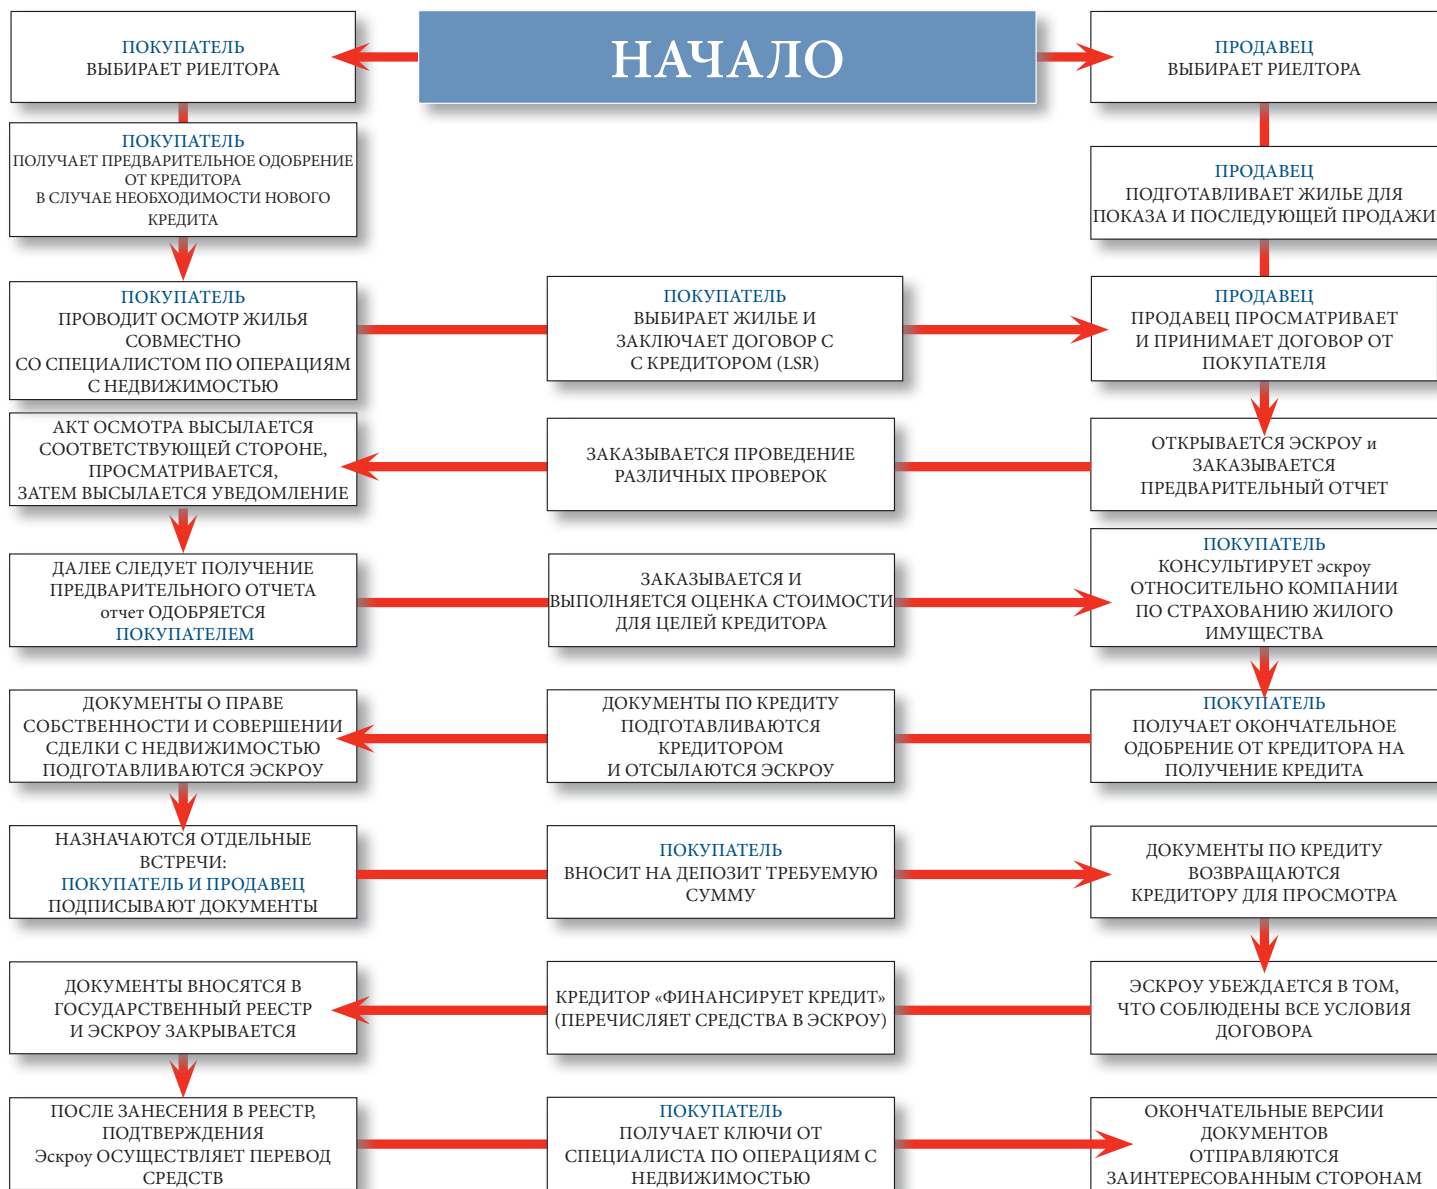 НАЧАЛО
ПОКУПАТЕЛЬ
ВЫБИРАЕТ РИЕЛТОРА
ПРОДАВЕЦ
ВЫБИРАЕТ РИЕЛТОРА
ПОКУПАТЕЛЬ
ПОЛУЧАЕТ ПРЕДВАРИТЕЛЬНОЕ ОДОБРЕНИЕ
ОТ КРЕДИТОРА
В СЛУЧАЕ НЕОБХОДИМОСТИ НОВОГО
КРЕДИТА
ПРОДАВЕЦ
ПОДГОТАВЛИВАЕТ ЖИЛЬЕ ДЛЯ
ПОКАЗА И ПОСЛЕДУЮЩЕЙ ПРОДАЖИ
ПОКУПАТЕЛЬ
ПРОВОДИТ ОСМОТР ЖИЛЬЯ
СОВМЕСТНО
СО СПЕЦИАЛИСТОМ ПО ОПЕРАЦИЯМ
С НЕДВИЖИМОСТЬЮ
ПОКУПАТЕЛЬ
ВЫБИРАЕТ ЖИЛЬЕ И
ЗАКЛЮЧАЕТ ДОГОВОР С
С КРЕДИТОРОМ (LSR)
ПРОДАВЕЦ
ПРОДАВЕЦ ПРОСМАТРИВАЕТ
И ПРИНИМАЕТ ДОГОВОР ОТ
ПОКУПАТЕЛЯ
АКТ ОСМОТРА ВЫСЫЛАЕТСЯ
СООТВЕТСТВУЮЩЕЙ СТОРОНЕ,
ПРОСМАТРИВАЕТСЯ,
ЗАТЕМ ВЫСЫЛАЕТСЯ УВЕДОМЛЕНИЕ
ЗАКАЗЫВАЕТСЯ ПРОВЕДЕНИЕ
РАЗЛИЧНЫХ ПРОВЕРОК
ОТКРЫВАЕТСЯ ЭСКРОУ и
ЗАКАЗЫВАЕТСЯ
ПРЕДВАРИТЕЛЬНЫЙ ОТЧЕТ
ДАЛЕЕ СЛЕДУЕТ ПОЛУЧЕНИЕ
ПРЕДВАРИТЕЛЬНОГО ОТЧЕТА
отчет ОДОБРЯЕТСЯ
ПОКУПАТЕЛЕМ
ЗАКАЗЫВАЕТСЯ И
ВЫПОЛНЯЕТСЯ ОЦЕНКА СТОИМОСТИ
ДЛЯ ЦЕЛЕЙ КРЕДИТОРА
ПОКУПАТЕЛЬ
КОНСУЛЬТИРУЕТ эскроу
ОТНОСИТЕЛЬНО КОМПАНИИ
ПО СТРАХОВАНИЮ ЖИЛОГО
ИМУЩЕСТВА
ДОКУМЕНТЫ О ПРАВЕ
СОБСТВЕННОСТИ И СОВЕРШЕНИИ
СДЕЛКИ С НЕДВИЖИМОСТЬЮ
ПОДГОТАВЛИВАЮТСЯ ЭСКРОУ
ДОКУМЕНТЫ ПО КРЕДИТУ
ПОДГОТАВЛИВАЮТСЯ
КРЕДИТОРОМ
И ОТСЫЛАЮТСЯ ЭСКРОУ
ПОКУПАТЕЛЬ
ПОЛУЧАЕТ ОКОНЧАТЕЛЬНОЕ
ОДОБРЕНИЕ ОТ КРЕДИТОРА НА
ПОЛУЧЕНИЕ КРЕДИТА
НАЗНАЧАЮТСЯ ОТДЕЛЬНЫЕ
ВСТРЕЧИ:
ПОКУПАТЕЛЬ И ПРОДАВЕЦ
ПОДПИСЫВАЮТ ДОКУМЕНТЫ
ПОКУПАТЕЛЬ
ВНОСИТ НА ДЕПОЗИТ ТРЕБУЕМУЮ
СУММУ
ДОКУМЕНТЫ ПО КРЕДИТУ
ВОЗВРАЩАЮТСЯ
КРЕДИТОРУ ДЛЯ ПРОСМОТРА
ДОКУМЕНТЫ ВНОСЯТСЯ В
ГОСУДАРСТВЕННЫЙ РЕЕСТР
И ЭСКРОУ ЗАКРЫВАЕТСЯ
КРЕДИТОР «ФИНАНСИРУЕТ КРЕДИТ»
(ПЕРЕЧИСЛЯЕТ СРЕДСТВА В ЭСКРОУ)
ЭСКРОУ УБЕЖДАЕТСЯ В ТОМ,
ЧТО СОБЛЮДЕНЫ ВСЕ УСЛОВИЯ
ДОГОВОРА
ПОСЛЕ ЗАНЕСЕНИЯ В РЕЕСТР,
ПОДТВЕРЖДЕНИЯ
Эскроу ОСУЩЕСТВЛЯЕТ ПЕРЕВОД
СРЕДСТВ
ПОКУПАТЕЛЬ
ПОЛУЧАЕТ КЛЮЧИ ОТ
СПЕЦИАЛИСТА ПО ОПЕРАЦИЯМ С
НЕДВИЖИМОСТЬЮ
ОКОНЧАТЕЛЬНЫЕ ВЕРСИИ
ДОКУМЕНТОВ
ОТПРАВЛЯЮТСЯ
ЗАИНТЕРЕСОВАННЫМ СТОРОНАМ